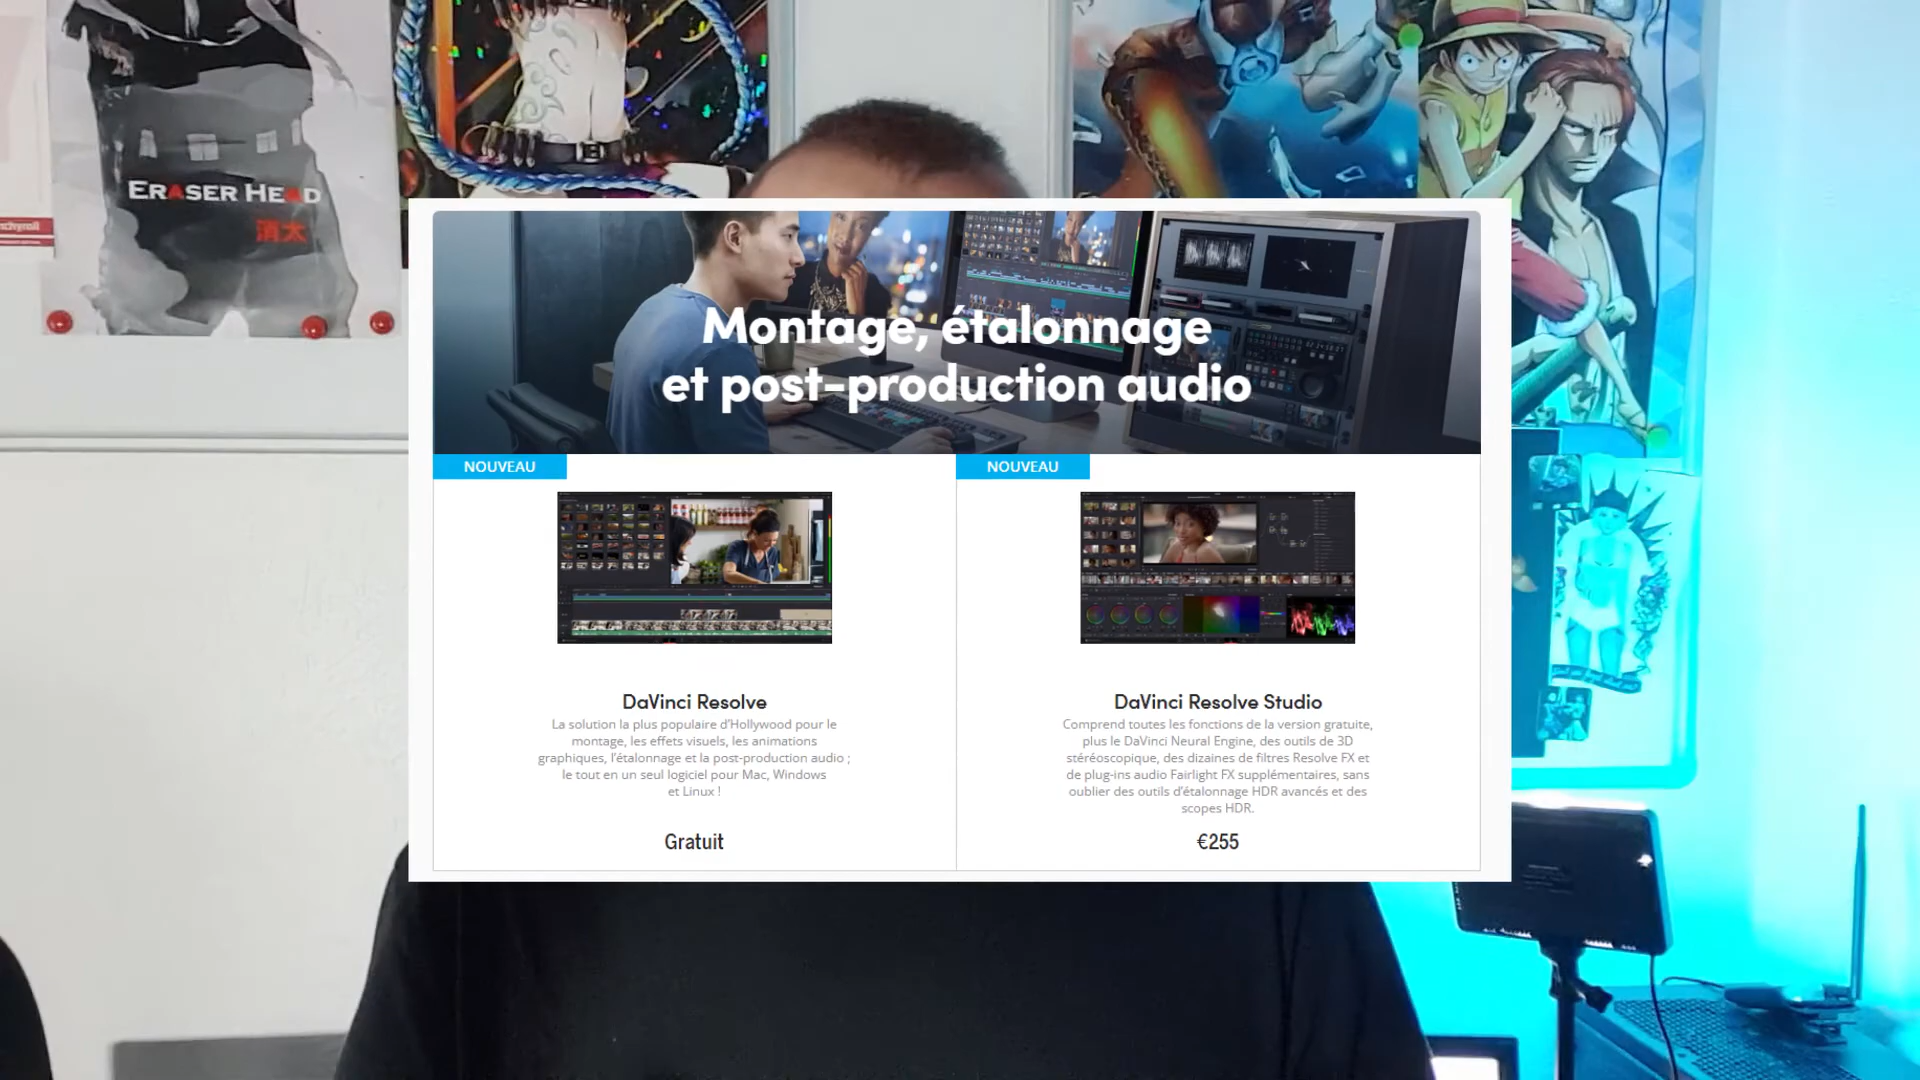 ERASER HEAD
消太
nchyroll
Montage, étalonnage
et post-production audio
NOUVEAU
NOUVEAU
DaVinci Resolve
La solution la plus populaire d'Hollywood pour le
montage, les effets visuels, les animations
graphiques, l'étalonnage et la post-production audio ;
le tout en un seul logiciel pour Mac, Windows
et Linux !
Gratuit
DaVinci Resolve Studio
Comprend toutes les fonctions de la version gratuite,
plus le DaVinci Neural Engine, des outils de 3D
stéréoscopique, des dizaines de filtres Resolve FX et
de plug-ins audio Fairlight FX supplémentaires, sans
oublier des outils d'étalonnage HDR avancés et des
scopes HDR.
€255